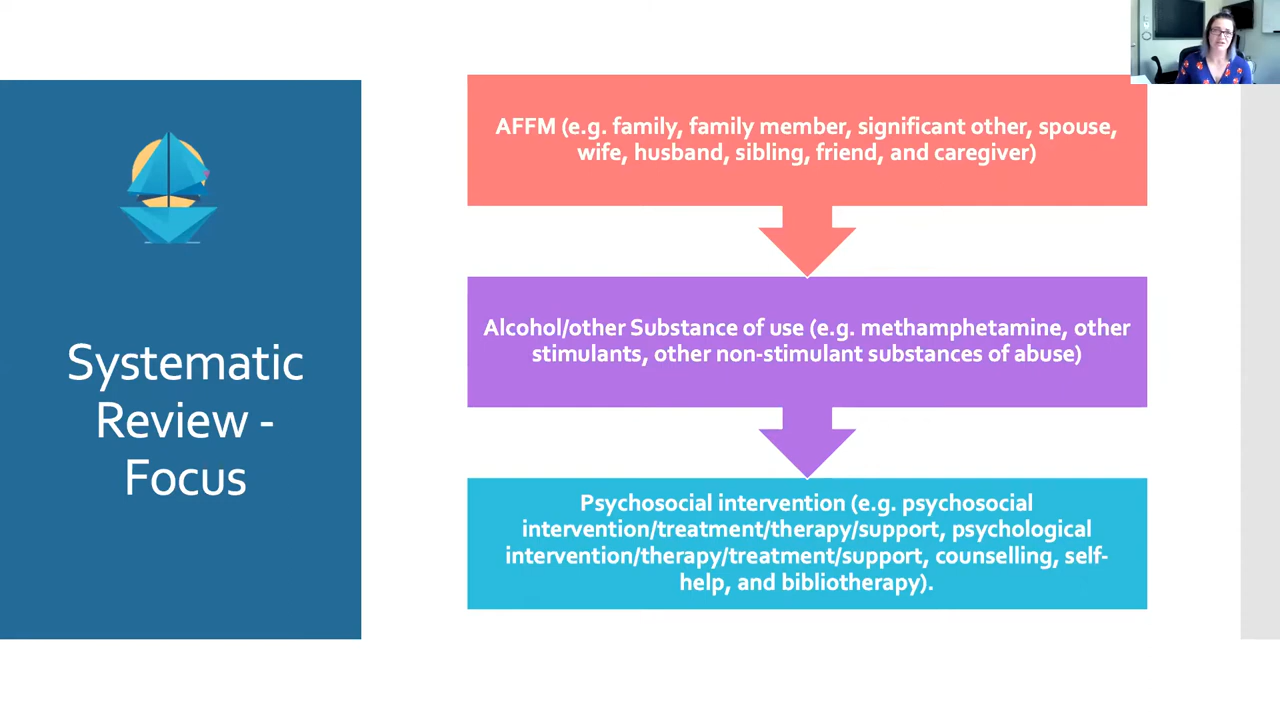 Systematic
Review -
Focus
AFFM (e.g. family, family member, significant other, spouse,
wife, husband, sibling, friend, and caregiver)
Alcohol/other Substance of use (e.g. methamphetamine, other
stimulants, other non-stimulant substances of abuse)
Psychosocial intervention (e.g. psychosocial
intervention/treatment/therapy/support, psychological
intervention/therapy/treatment/support, counselling, self-
help, and bibliotherapy).